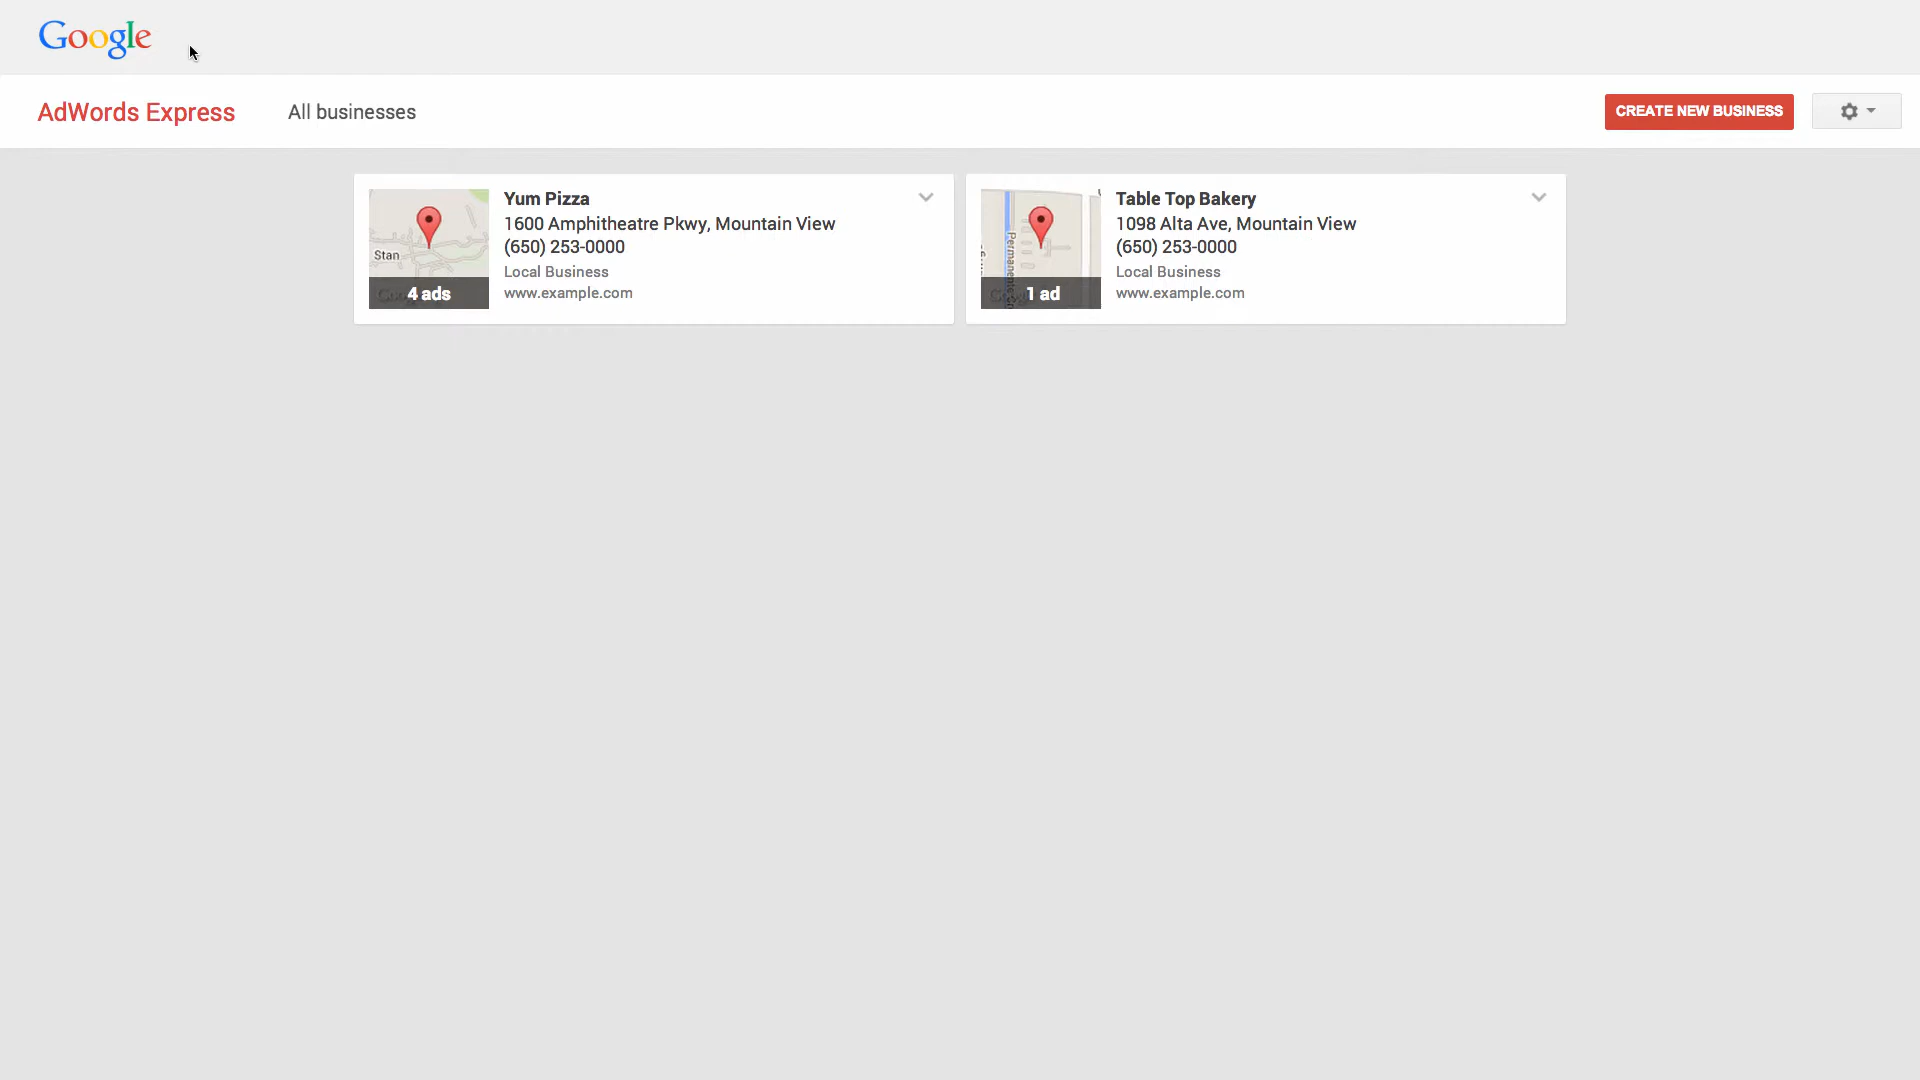 Google
AdWords Express
All businesses
CREATE NEW BUSINESS
Yum Pizza
1600 Amphitheatre Pkwy, Mountain View
(650) 253-0000
Local Business
www.example.com
Stan
4 ads
Table Top Bakery
1098 Alta Ave, Mountain View
(650) 253-0000
Local Business
www.example.com
1 ad